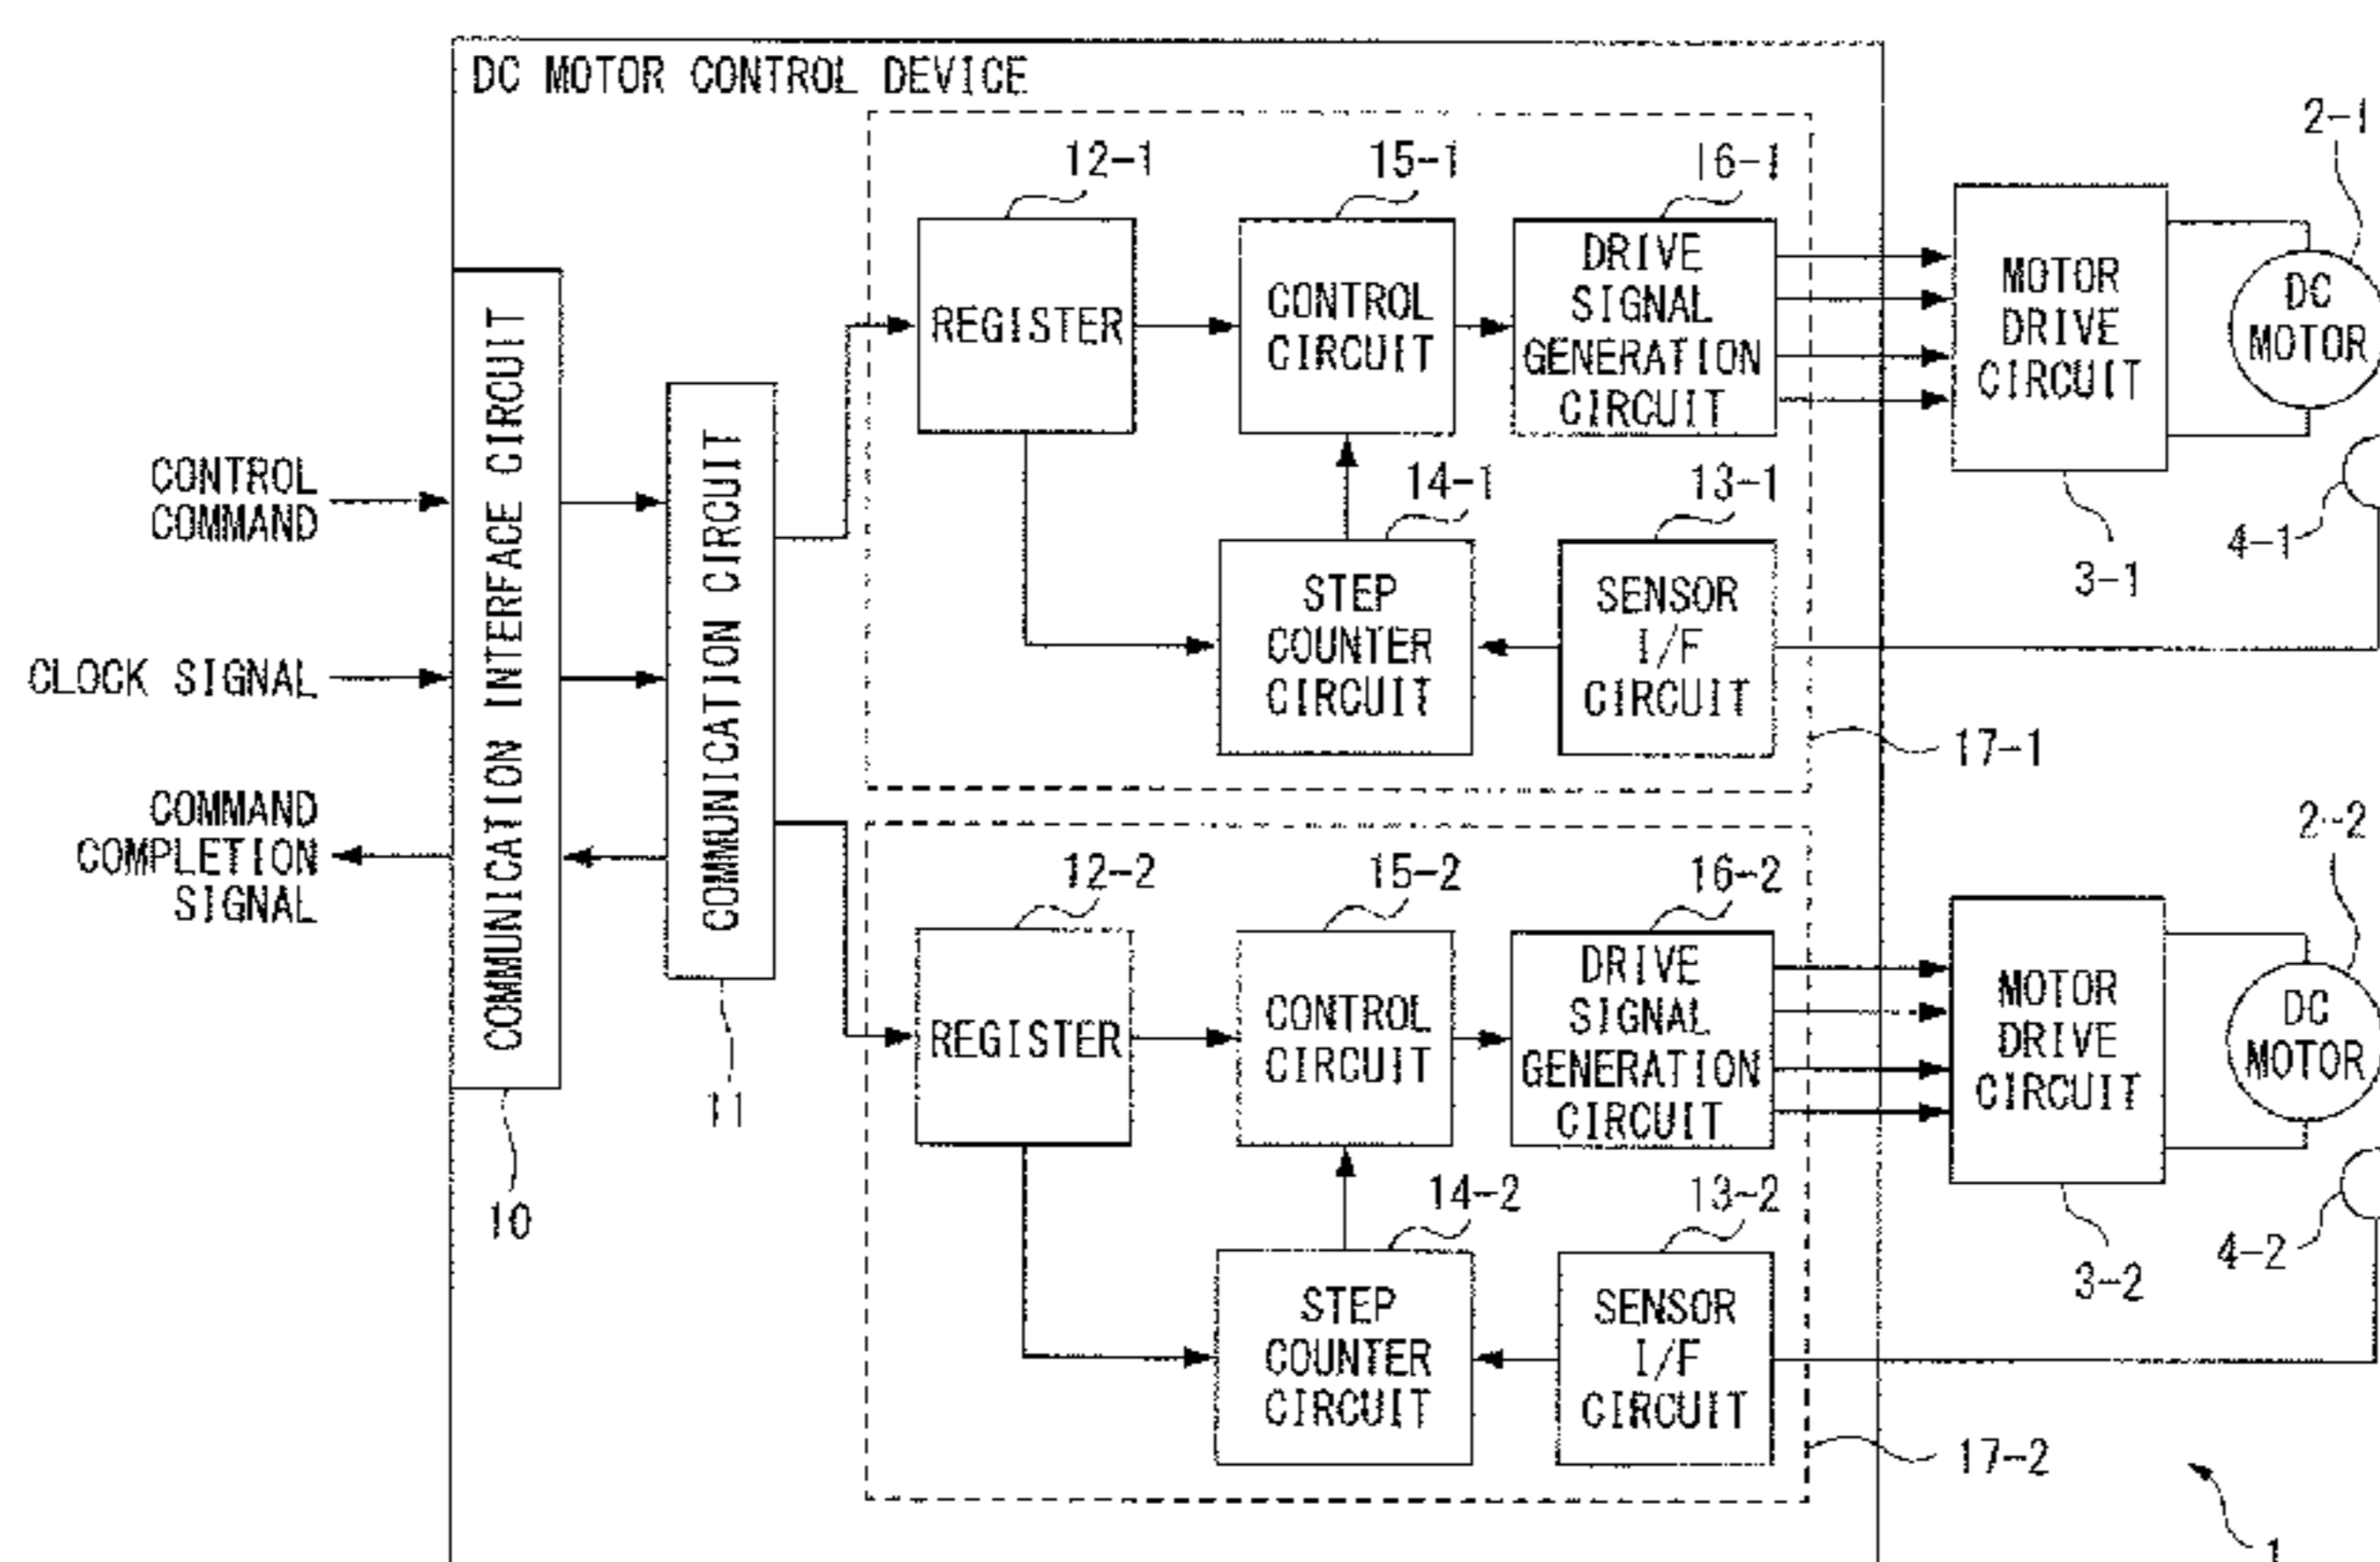 DC MOTOR CONTROL DEVICE
2-1
12-1
15-1
16-1
REGISTER
CONTROL
CIRCUIT
DRIVE
SIGNAL
GENERATION
CIRCUIT
MOTOR
DRIVE
CIRCUIT
DC
MOTOR
CONTROL
COMMAND
COMMUNICATION INTERFACE CIRCUIT
COMMUNICATION CIRCUIT
14-1
13-1
4-1
3-1
STEP
COUNTER
CIRCUIT
SENSOR
I/F
CIRCUIT
CLOCK SIGNAL
17-1
COMMAND
COMPLETION
SIGNAL
2-2
12-2
15-2
16-2
REGISTER
CONTROL
CIRCUIT
DRIVE
SIGNAL
GENERATION
CIRCUIT
MOTOR
DRIVE
CIRCUIT
DC
MOTOR
11
10
14-2
13-2
4-2
3-2
STEP
COUNTER
CIRCUIT
SENSOR
I/F
CIRCUIT
17-2
1